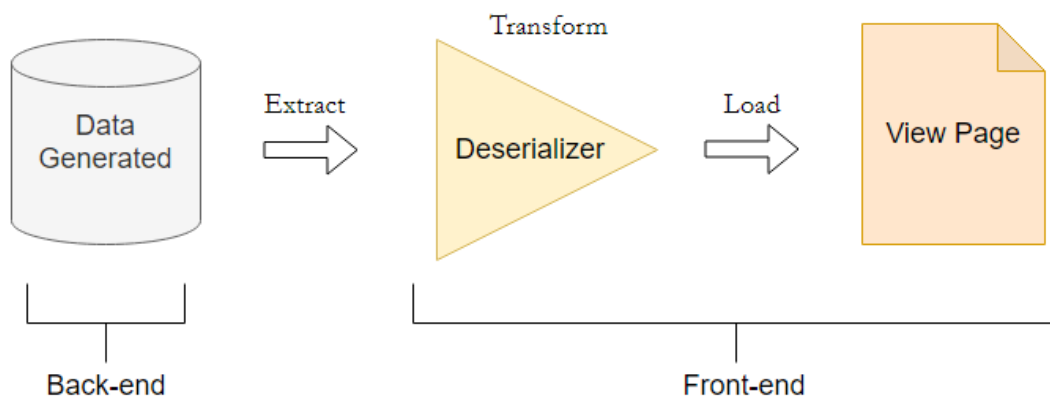 Transform
Extract
Load
Data
Generated
Deserializer
View Page
Back-end
Front-end